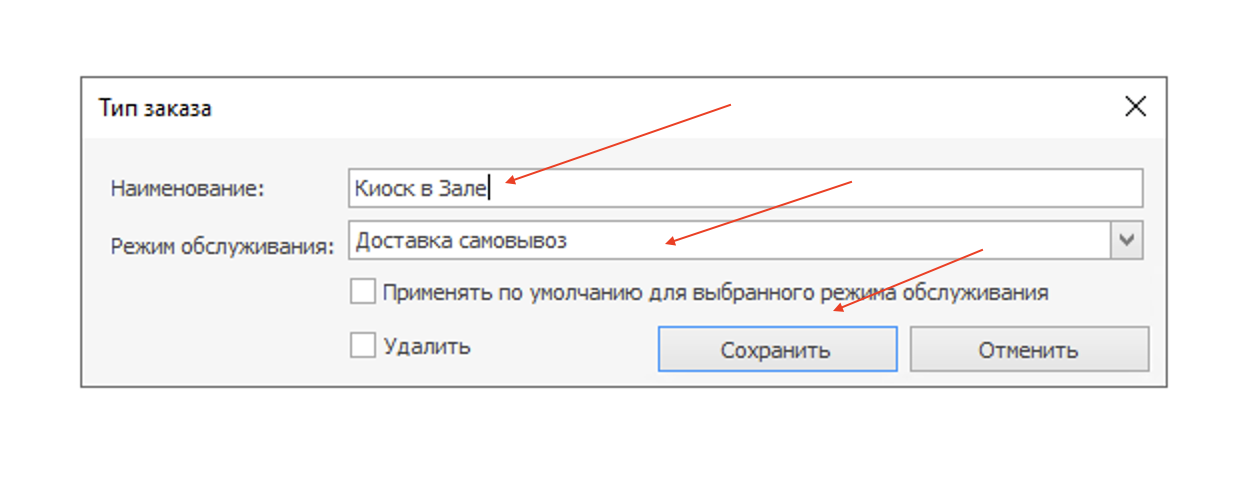 Тип заказа
Наименование: Киоск в Зале
Режим обслуживания: Доставка самовывоз
Применять по умолчанию для выбранного режима обслуживания
Удалить Сохранить Отменить